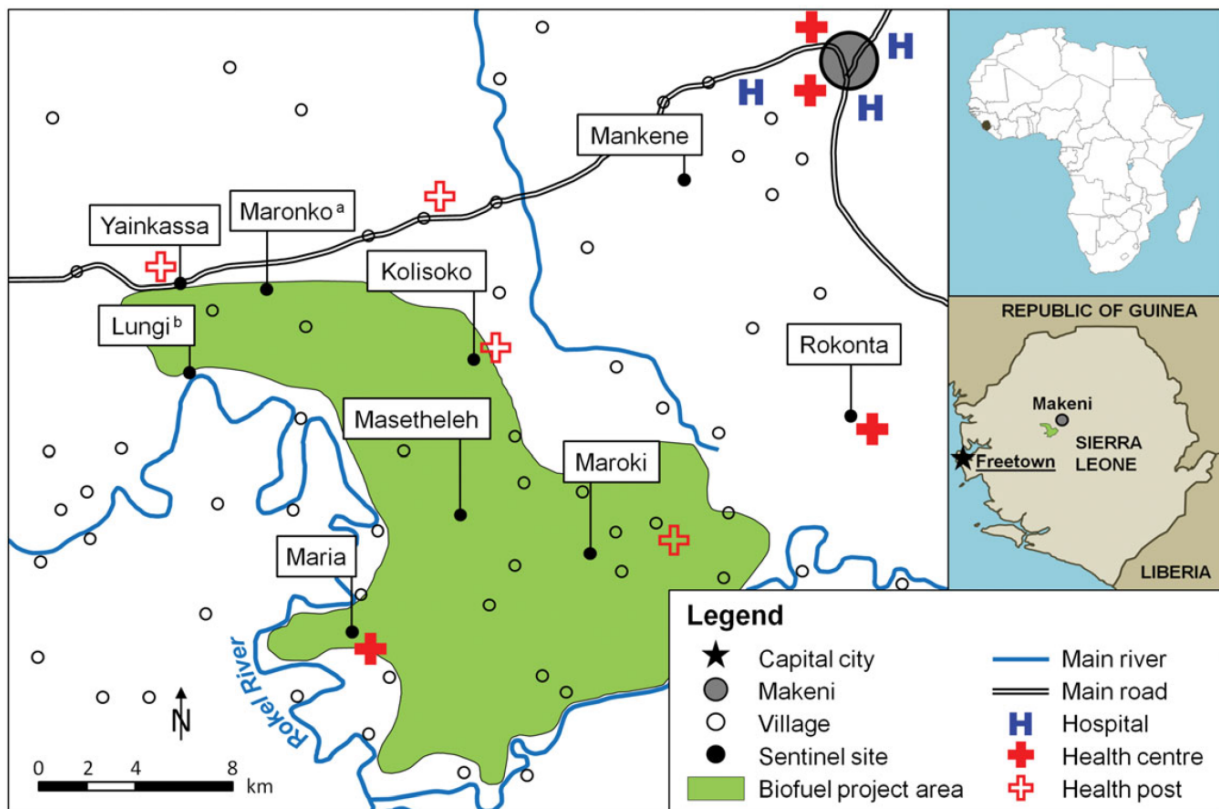 Mankene
Maronko a
Yainkassa
Kolisoko
Lungi b
Rokonta
Masetheleh
Maroki
Maria
Rokel River
N
0 2 4 8
km
REPUBLIC OF GUINEA
Makeni
SIERRA
LEONE
Freetown
LIBERIA
Legend
Capital city
Makeni
Village
Sentinel site
Biofuel project area
Main river
Main road
H Hospital
Health centre
Health post
H
H
H